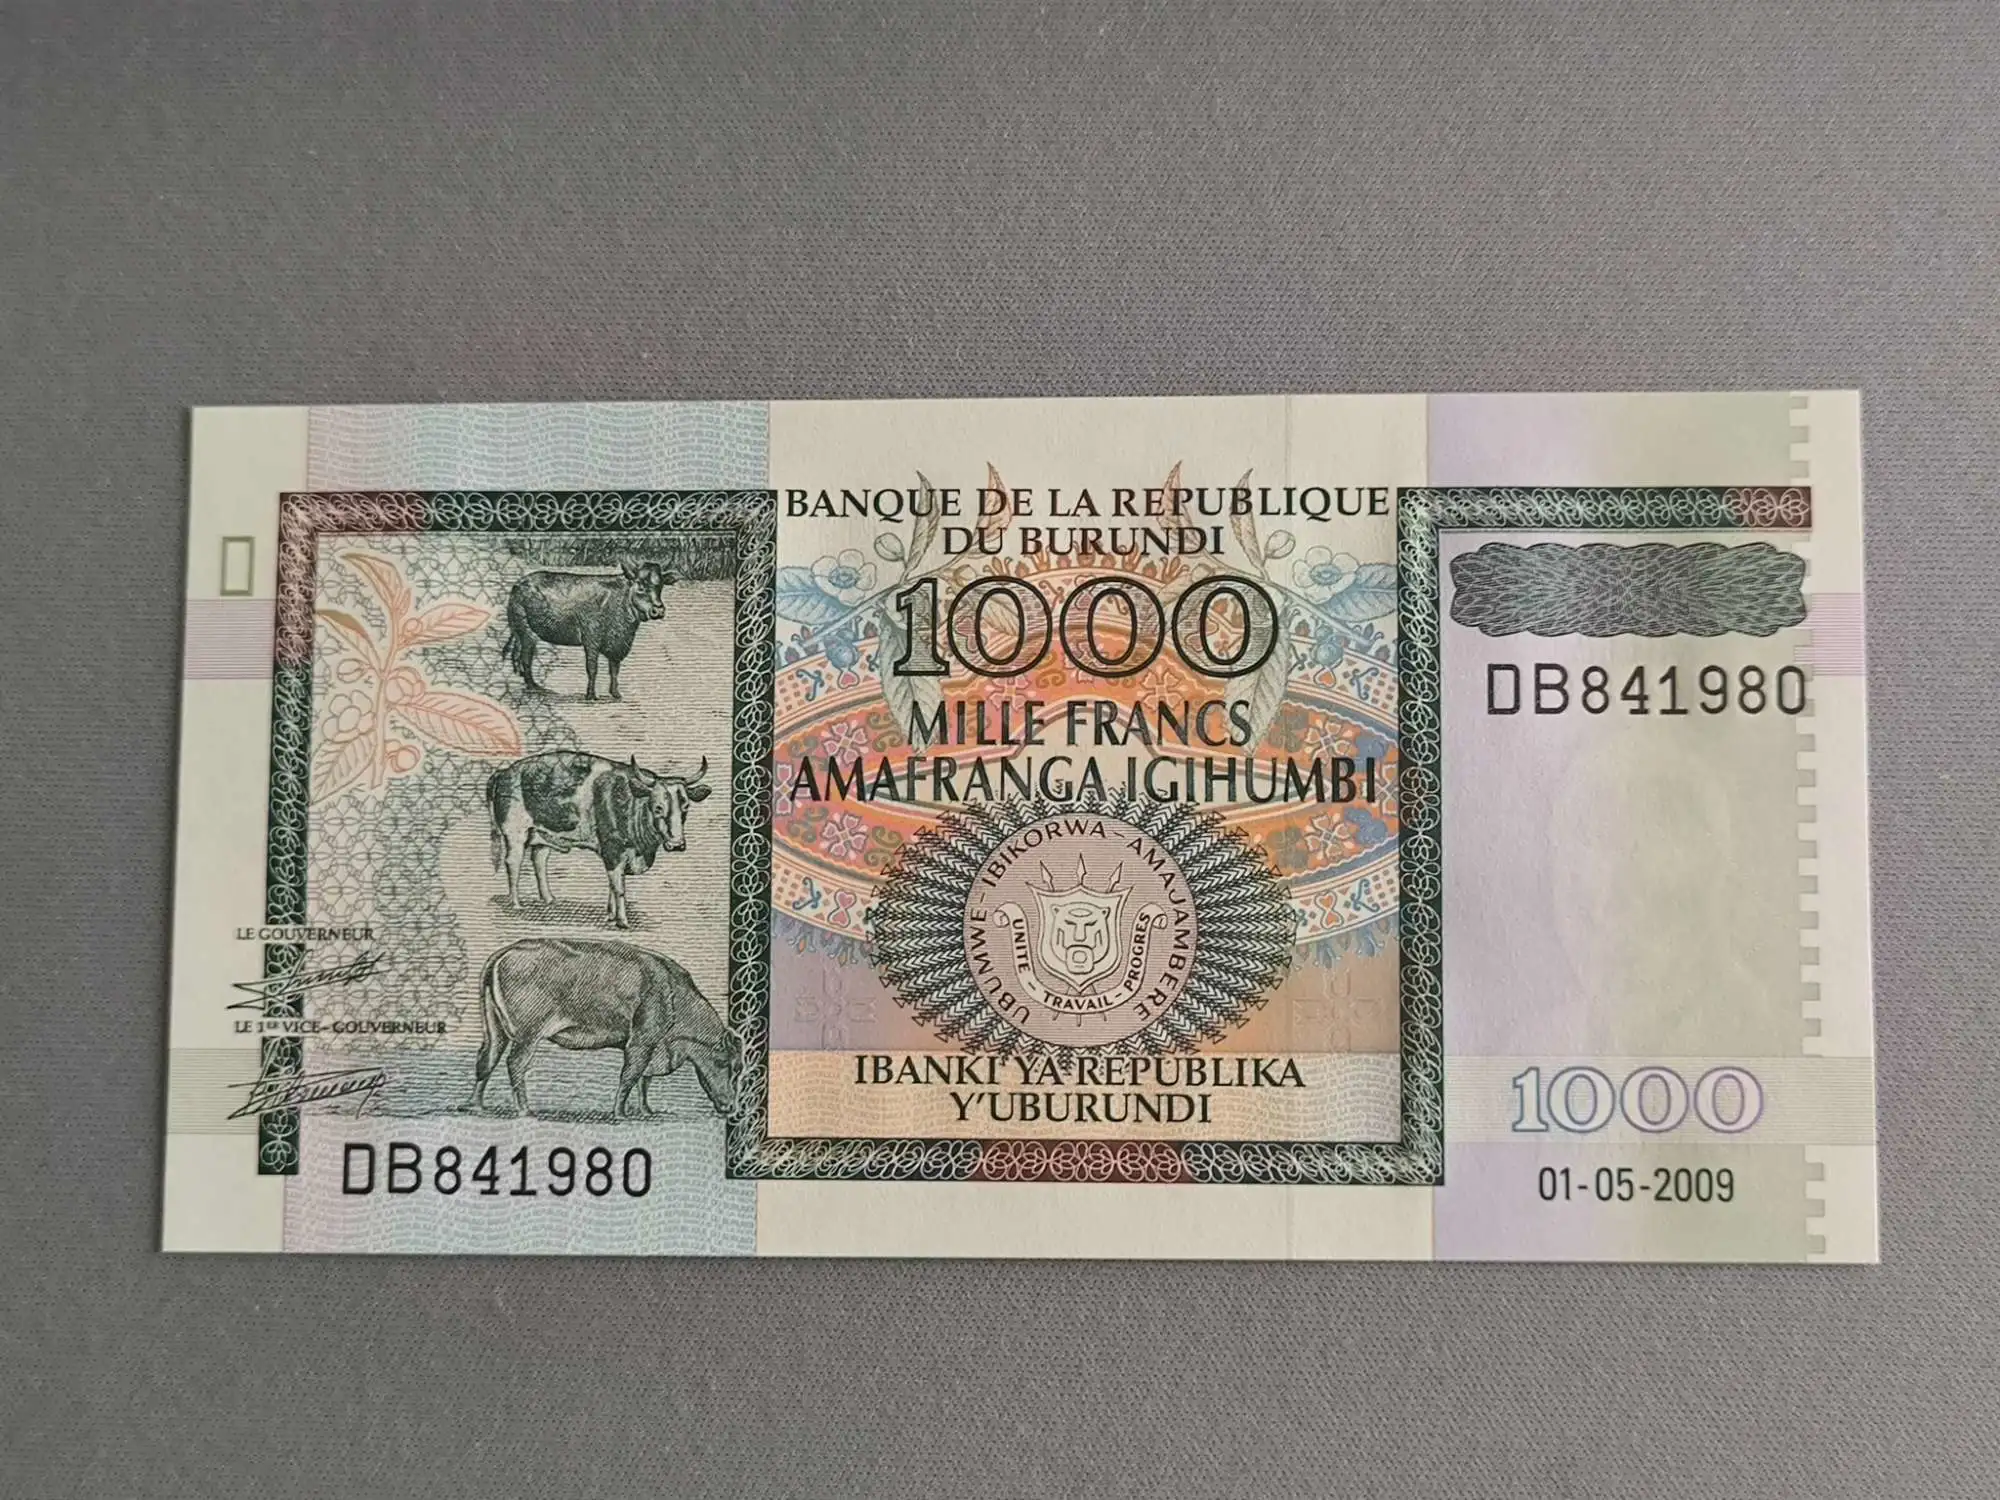 BANQUE DE LA REPUBLIQUE
DU BURUNDI
1000
MILLE FRANCS
AMAFRANGA IGIHUMBI
UBUMWE-IBIKORWA-AMAJAMBERE
UNITE-TRAVAIL-PROGRES
IBANKI YA REPUBLIKA
Y'UBURUNDI
LE GOUVERNEUR
LE 1ER VICE-GOUVERNEUR
DB841980
DB841980
1000
01-05-2009